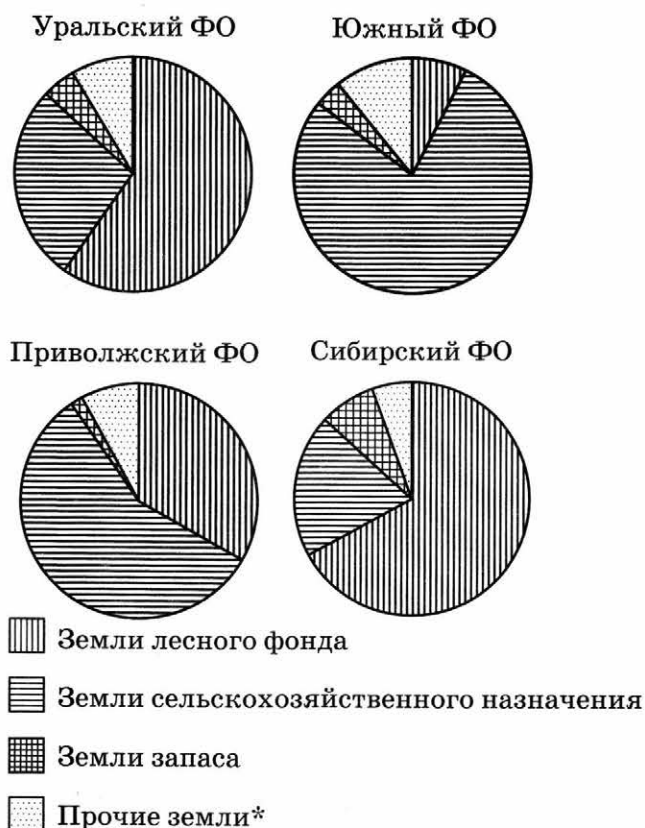 Уральский ФО
Южный ФО
Приволжский ФО
Сибирский ФО
Земли лесного фонда
Земли сельскохозяйственного назначения
Земли запаса
Прочие земли*